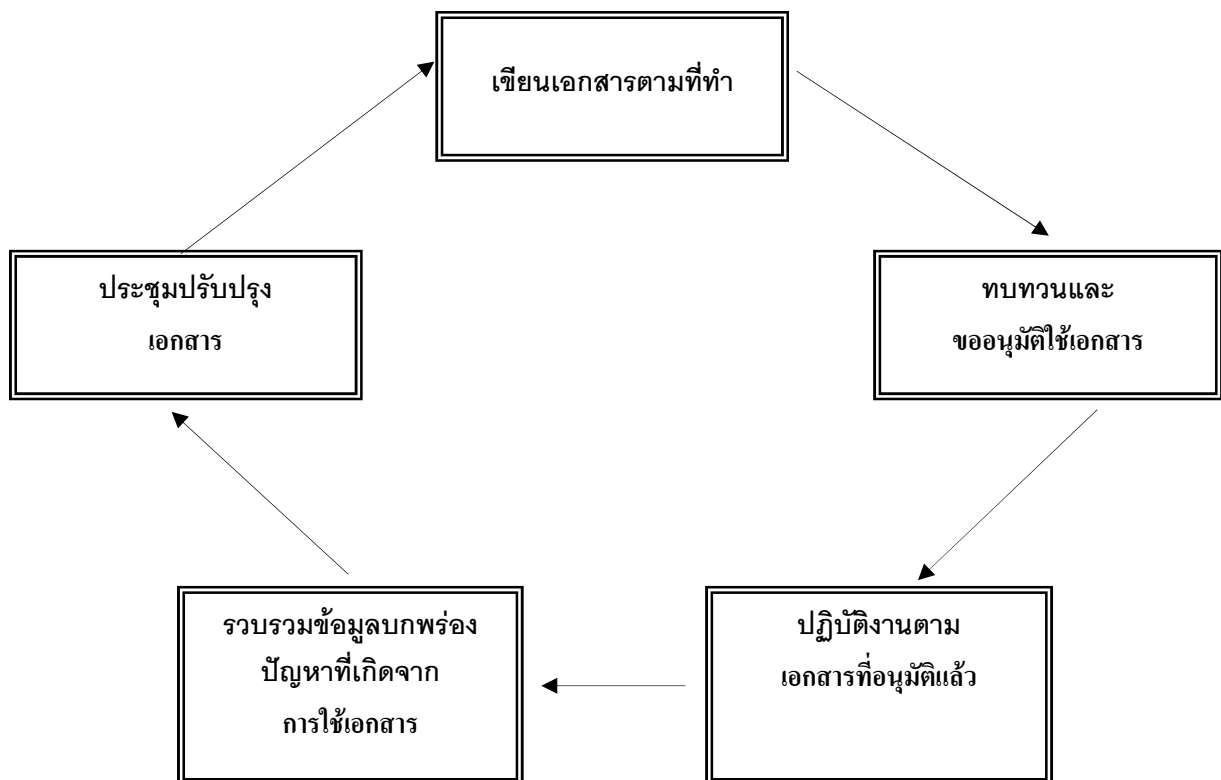 เขียนเอกสารตามที่ทำ
ทบทวนและ
ขออนุมัติใช้เอกสาร
ปฏิบัติงานตาม
เอกสารที่อนุมัติแล้ว
รวบรวมข้อมูลบกพร่อง
ปัญหาที่เกิดจาก
การใช้เอกสาร
ประชุมปรับปรุง
เอกสาร